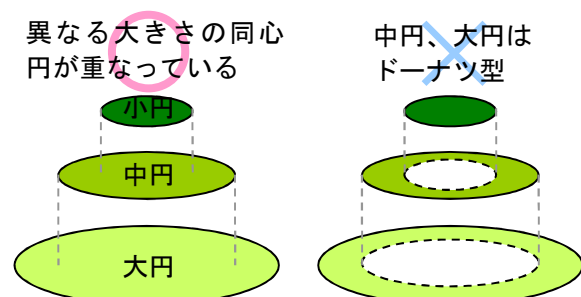 異なる大きさの同心
円が重なっている
小円
中円
大円
中円、大円は
ドーナツ型